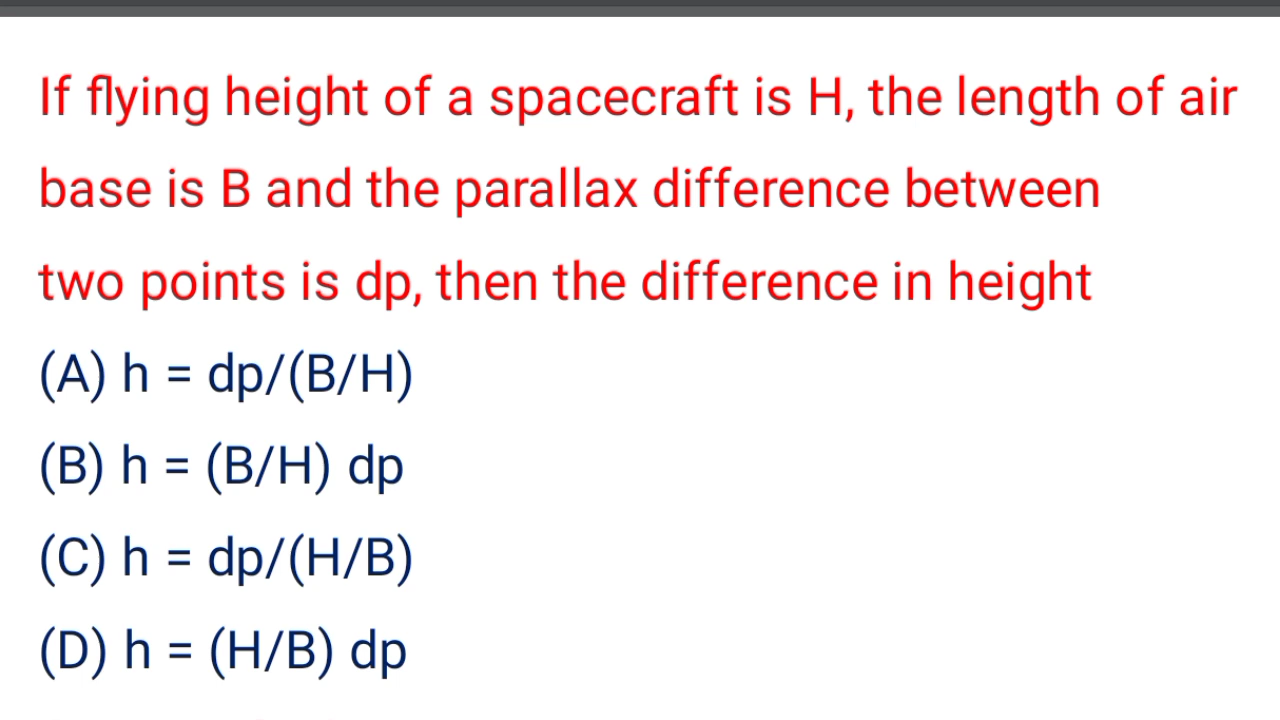 If flying height of a spacecraft is H, the length of air
base is B and the parallax difference between
two points is dp, then the difference in height
(A) h = dp/(B/H)
(B) h = (B/H) dp
(C) h = dp/(H/B)
(D) h = (H/B) dp